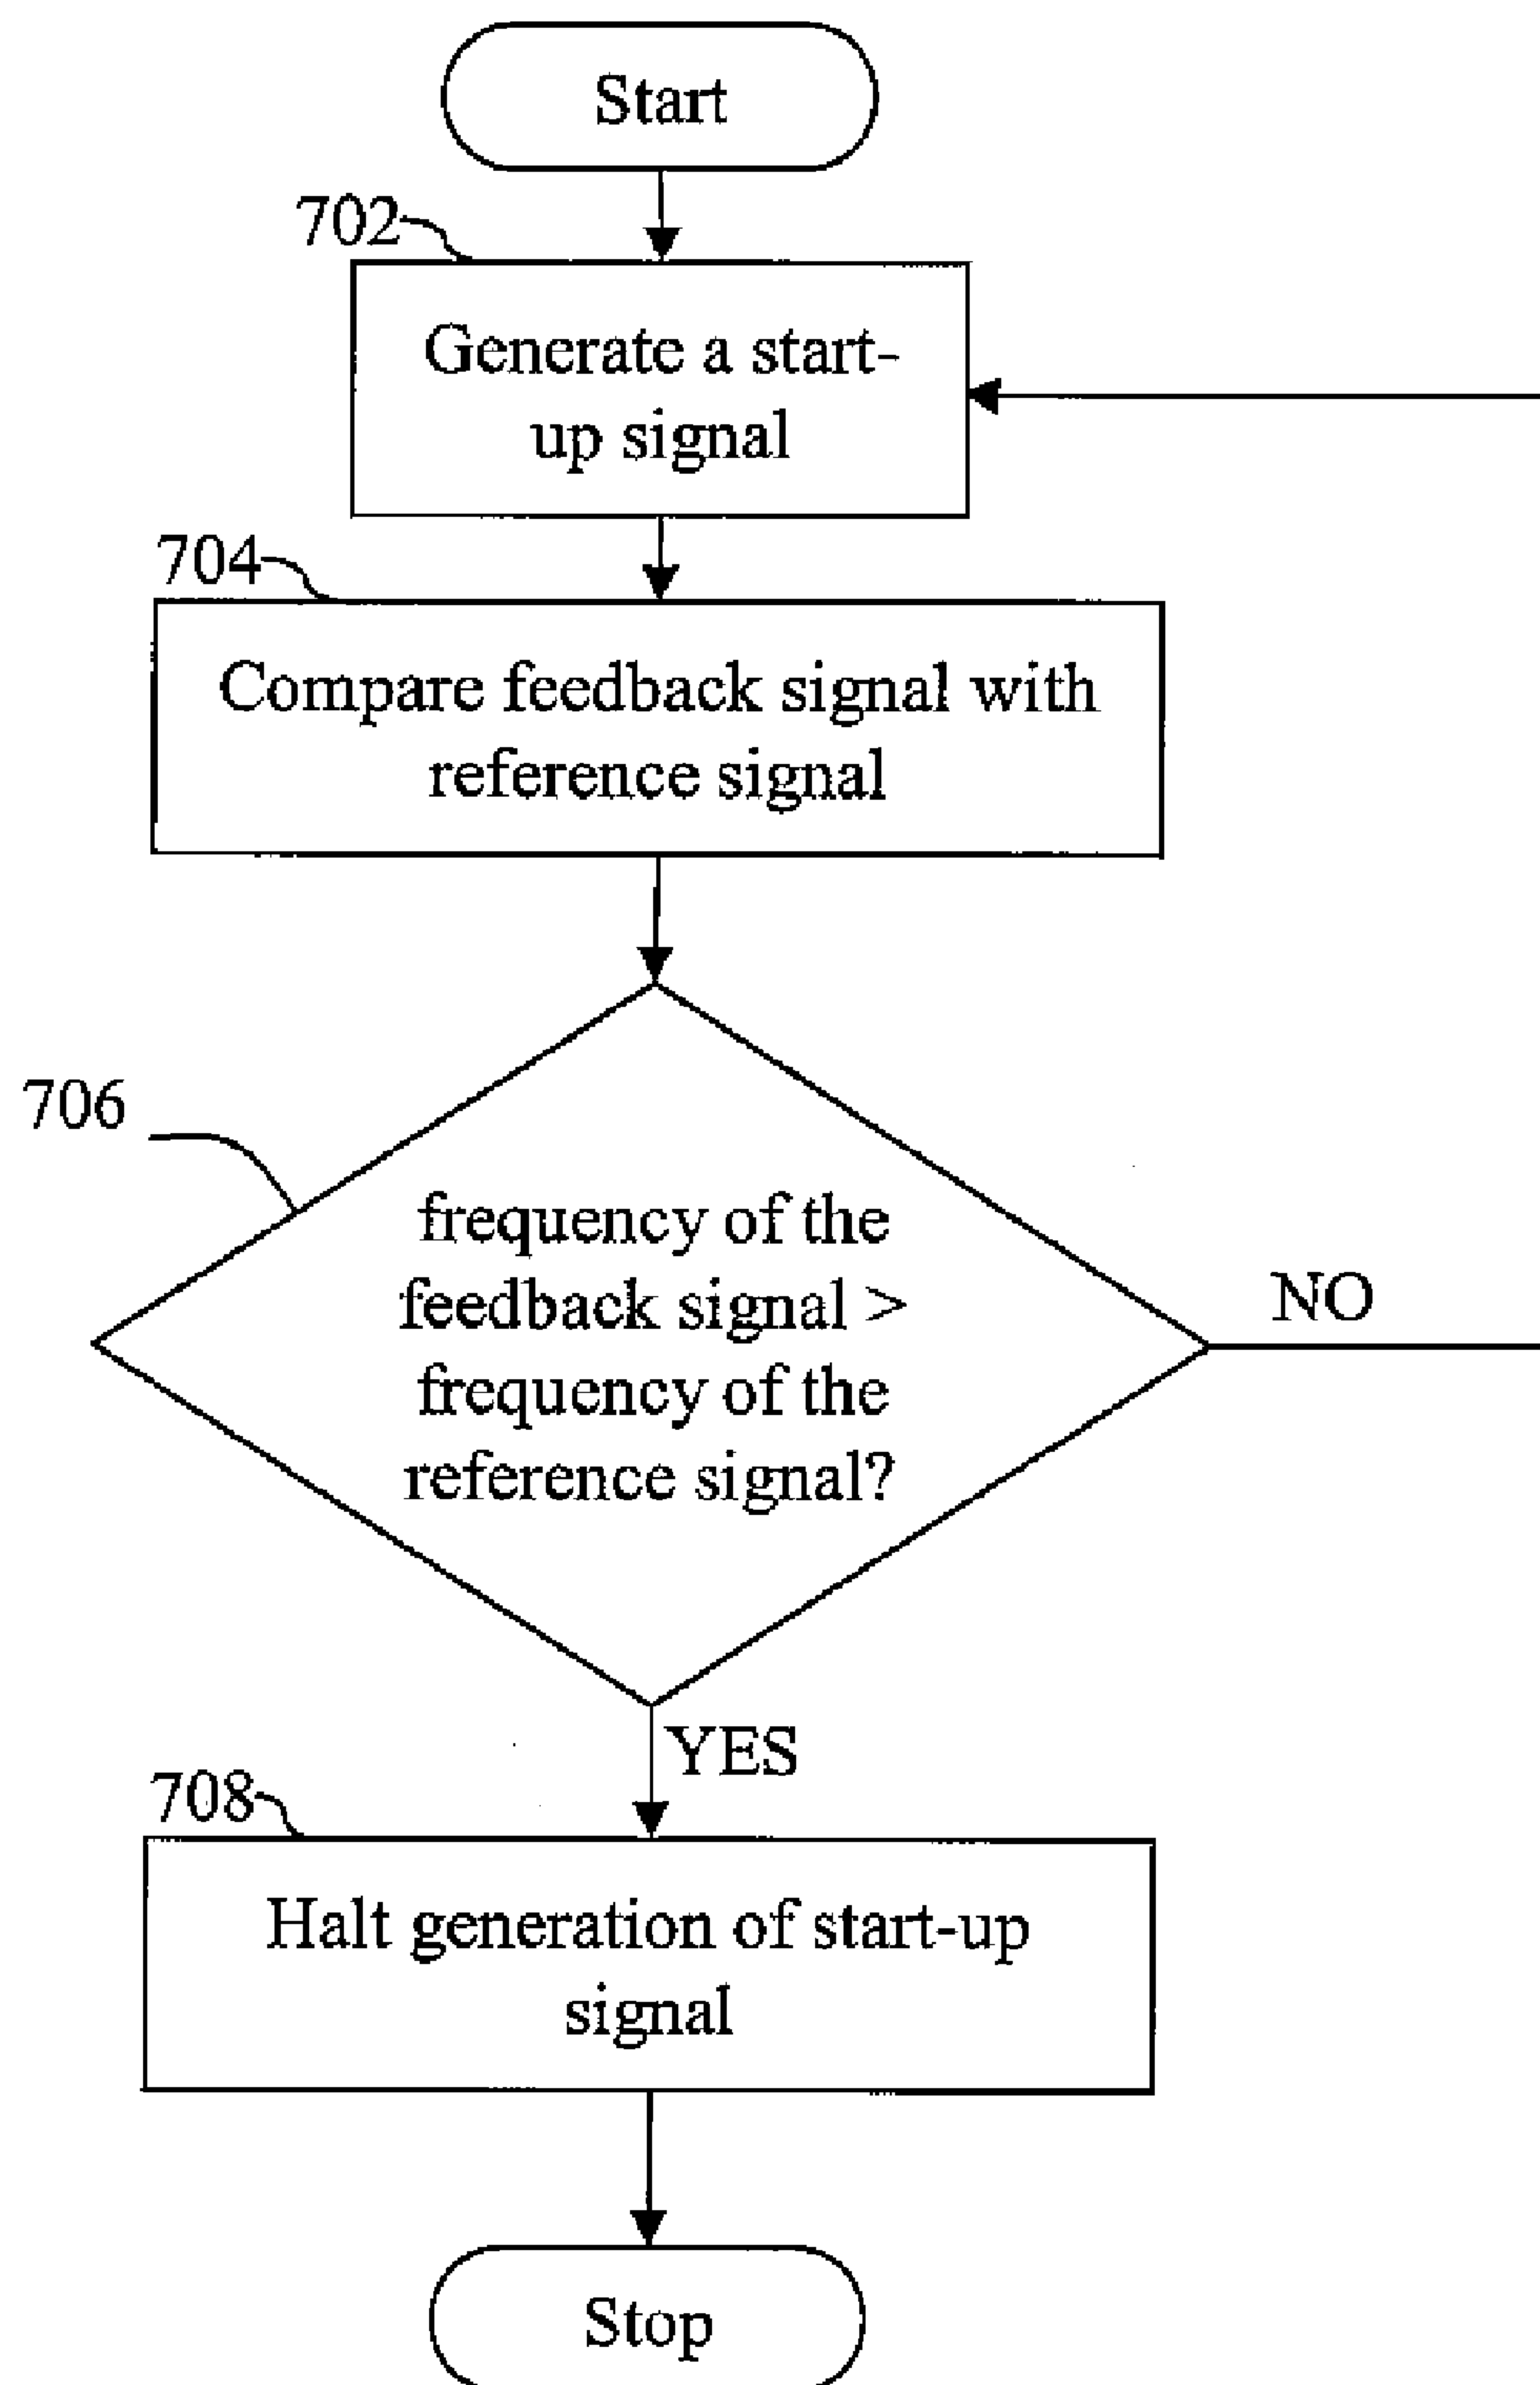 Start
702
Generate a start-
up signal
704
Compare feedback signal with
reference signal
706
frequency of the
feedback signal >
frequency of the
reference signal?
NO
YES
708
Halt generation of start-up
signal
Stop